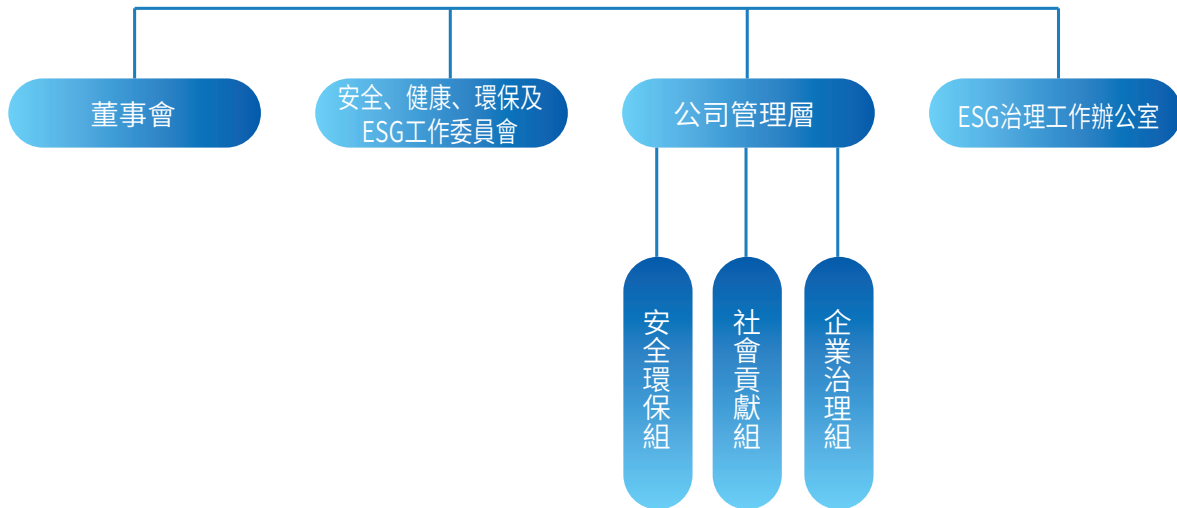 董事會
安全、健康、環保及
ESG工作委員會
公司管理層
ESG治理工作辦公室
安全環保組
社會貢獻組
企業治理組